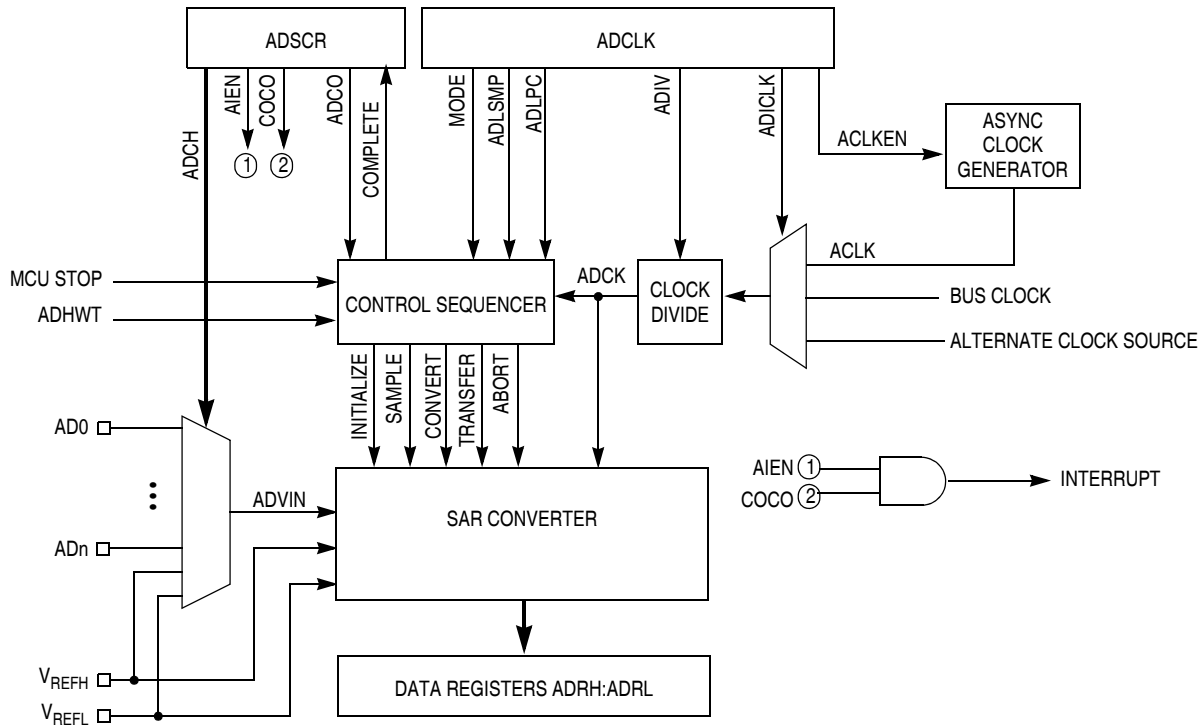 ADSCR
ADCLK
ADCH
AIEN
COCO
ADCO
COMPLETE
MODE
ADLSMP
ADLPC
ADIV
ADICLK
ACLKEN
ASYNC
CLOCK
GENERATOR
1
2
MCU STOP
ADHWT
CONTROL SEQUENCER
ADCK
CLOCK
DIVIDE
ACLK
BUS CLOCK
ALTERNATE CLOCK SOURCE
INITIALIZE
SAMPLE
CONVERT
TRANSFER
ABORT
AD0
•••
ADn
ADVIN
SAR CONVERTER
AIEN 1
COCO 2
INTERRUPT
VREFH
VREFL
DATA REGISTERS ADRH:ADRL